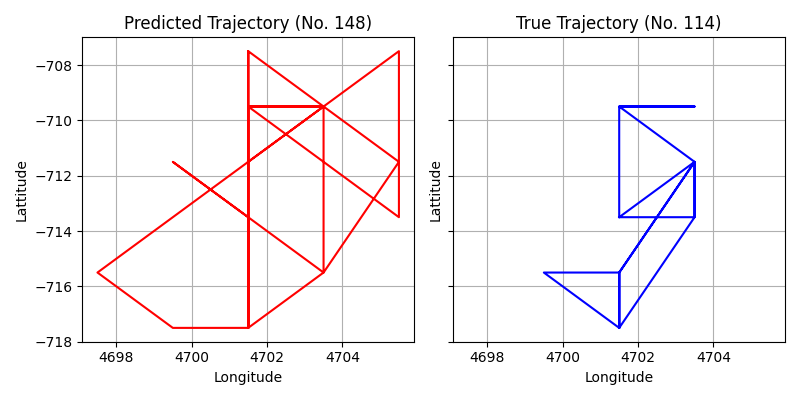 Predicted Trajectory (No. 148)
True Trajectory (No. 114)
−708
−710
−712
−714
−716
−718
Lattitude
Lattitude
4698 4700 4702 4704
4698 4700 4702 4704
Longitude
Longitude